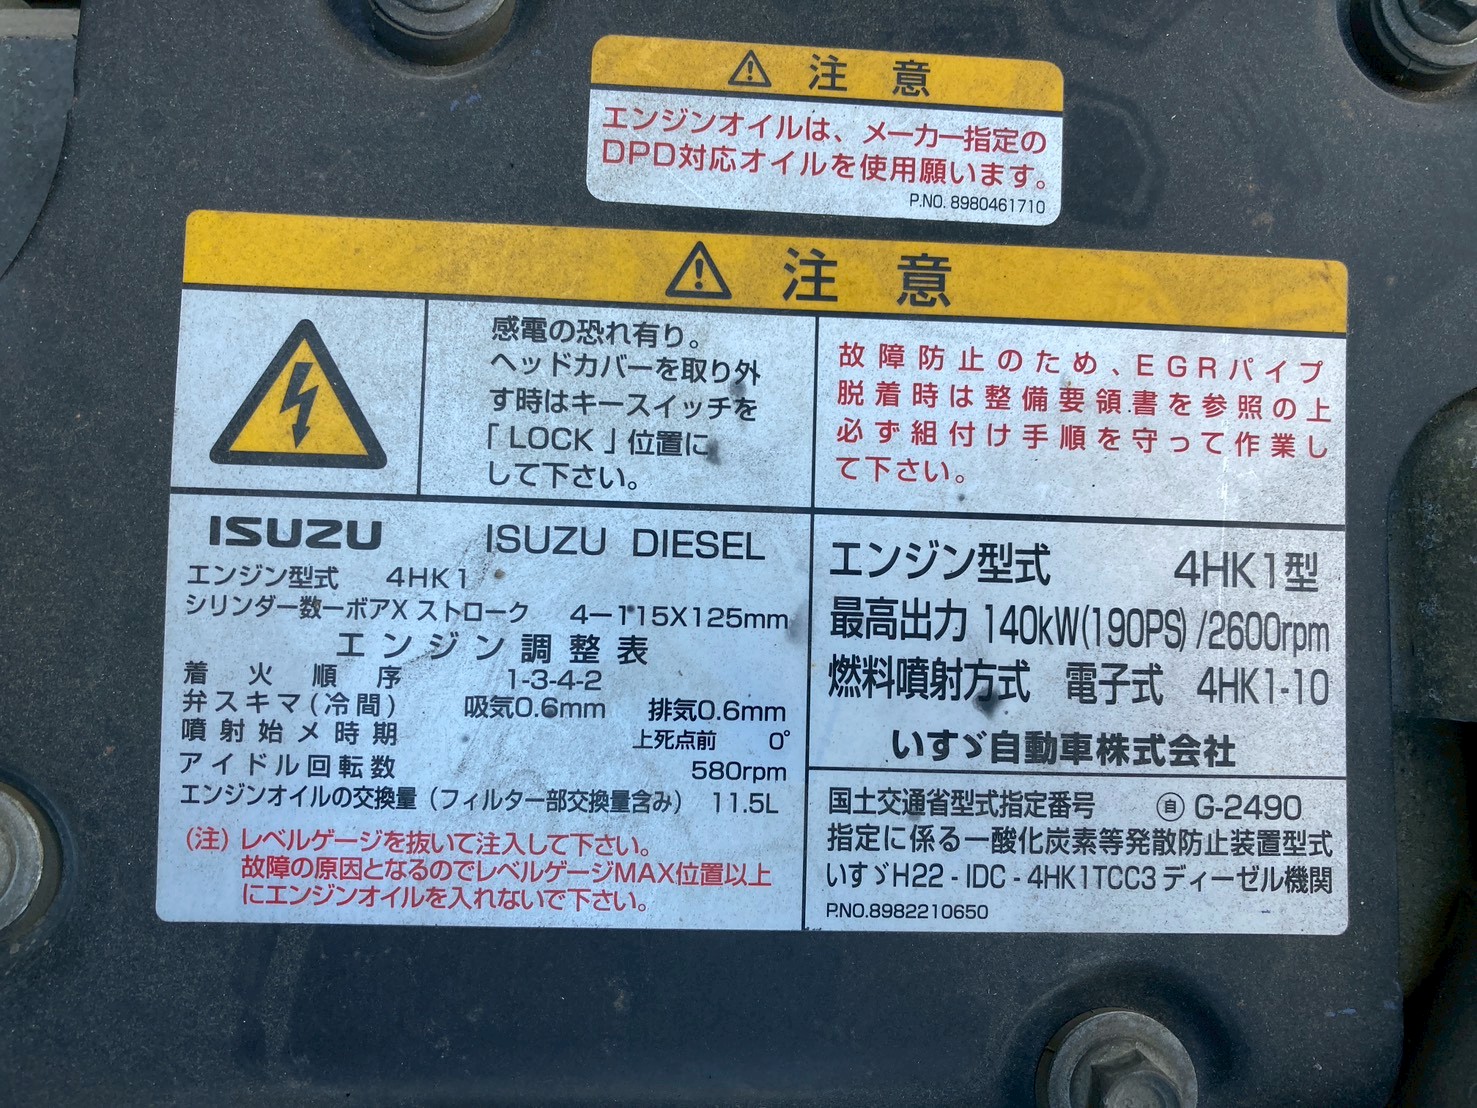 注意
エンジンオイルは、メーカー指定の
DPD対応オイルを使用願います。
P.NO. 8980461710
注意
感電の恐れ有り。
ヘッドカバーを取り外
す時はキースイッチを
「LOCK」位置に
して下さい。
故障防止のため、EGRパイプ
脱着時は整備要領書を参照の上
必ず組付け手順を守って作業し
て下さい。
ISUZU ISUZU DIESEL
エンジン型式 4HK1
シリンダー数ーボアX ストローク 4ー115X125mm
エンジン調整表
着火順序 1-3-4-2
弁スキマ(冷間) 吸気0.6mm 排気0.6mm
噴射始メ時期 上死点前 0°
アイドル回転数 580rpm
エンジンオイルの交換量（フィルター部交換量含み） 11.5L
(注) レベルゲージを抜いて注入して下さい。
故障の原因となるのでレベルゲージMAX位置以上
にエンジンオイルを入れないで下さい。
エンジン型式 4HK1型
最高出力 140kW(190PS) /2600rpm
燃料噴射方式 電子式 4HK1-10
いすゞ自動車株式会社
国土交通省型式指定番号 ㊝ G-2490
指定に係る一酸化炭素等発散防止装置型式
いすゞH22 - IDC - 4HK1TCC3 ディーゼル機関
P.NO.8982210650